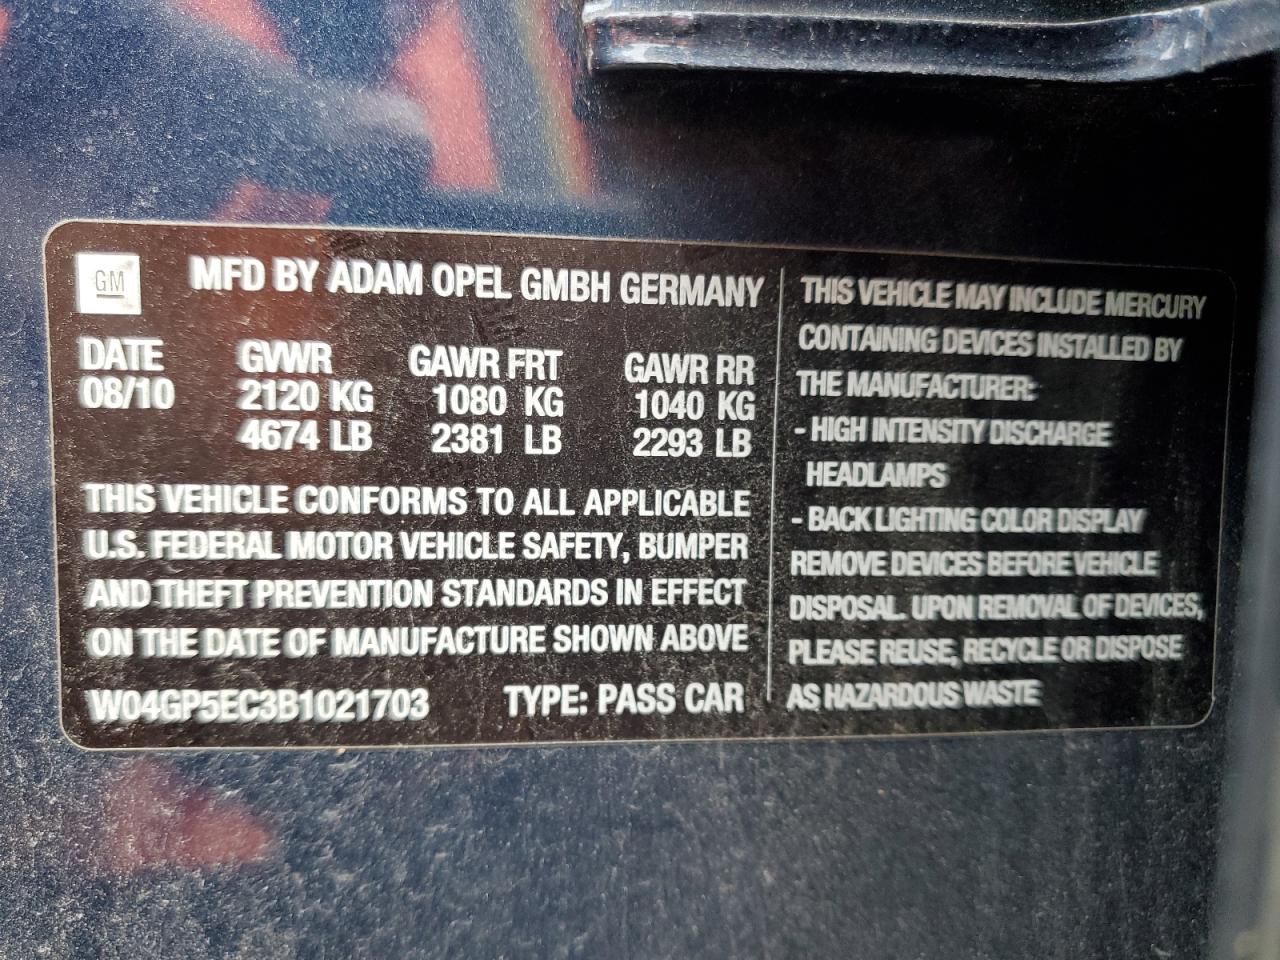 GM
MFD BY ADAM OPEL GMBH GERMANY
DATE GVWR GAWR FRT GAWR RR
08/10 2120 KG 1080 KG 1040 KG
4674 LB 2381 LB 2293 LB
THIS VEHICLE CONFORMS TO ALL APPLICABLE
U.S. FEDERAL MOTOR VEHICLE SAFETY, BUMPER
AND THEFT PREVENTION STANDARDS IN EFFECT
ON THE DATE OF MANUFACTURE SHOWN ABOVE
W04GP5EC3B1021703 TYPE: PASS CAR
THIS VEHICLE MAY INCLUDE MERCURY
CONTAINING DEVICES INSTALLED BY
THE MANUFACTURER:
- HIGH INTENSITY DISCHARGE
HEADLAMPS
- BACK LIGHTING COLOR DISPLAY
REMOVE DEVICES BEFORE VEHICLE
DISPOSAL. UPON REMOVAL OF DEVICES,
PLEASE REUSE, RECYCLE OR DISPOSE
AS HAZARDOUS WASTE